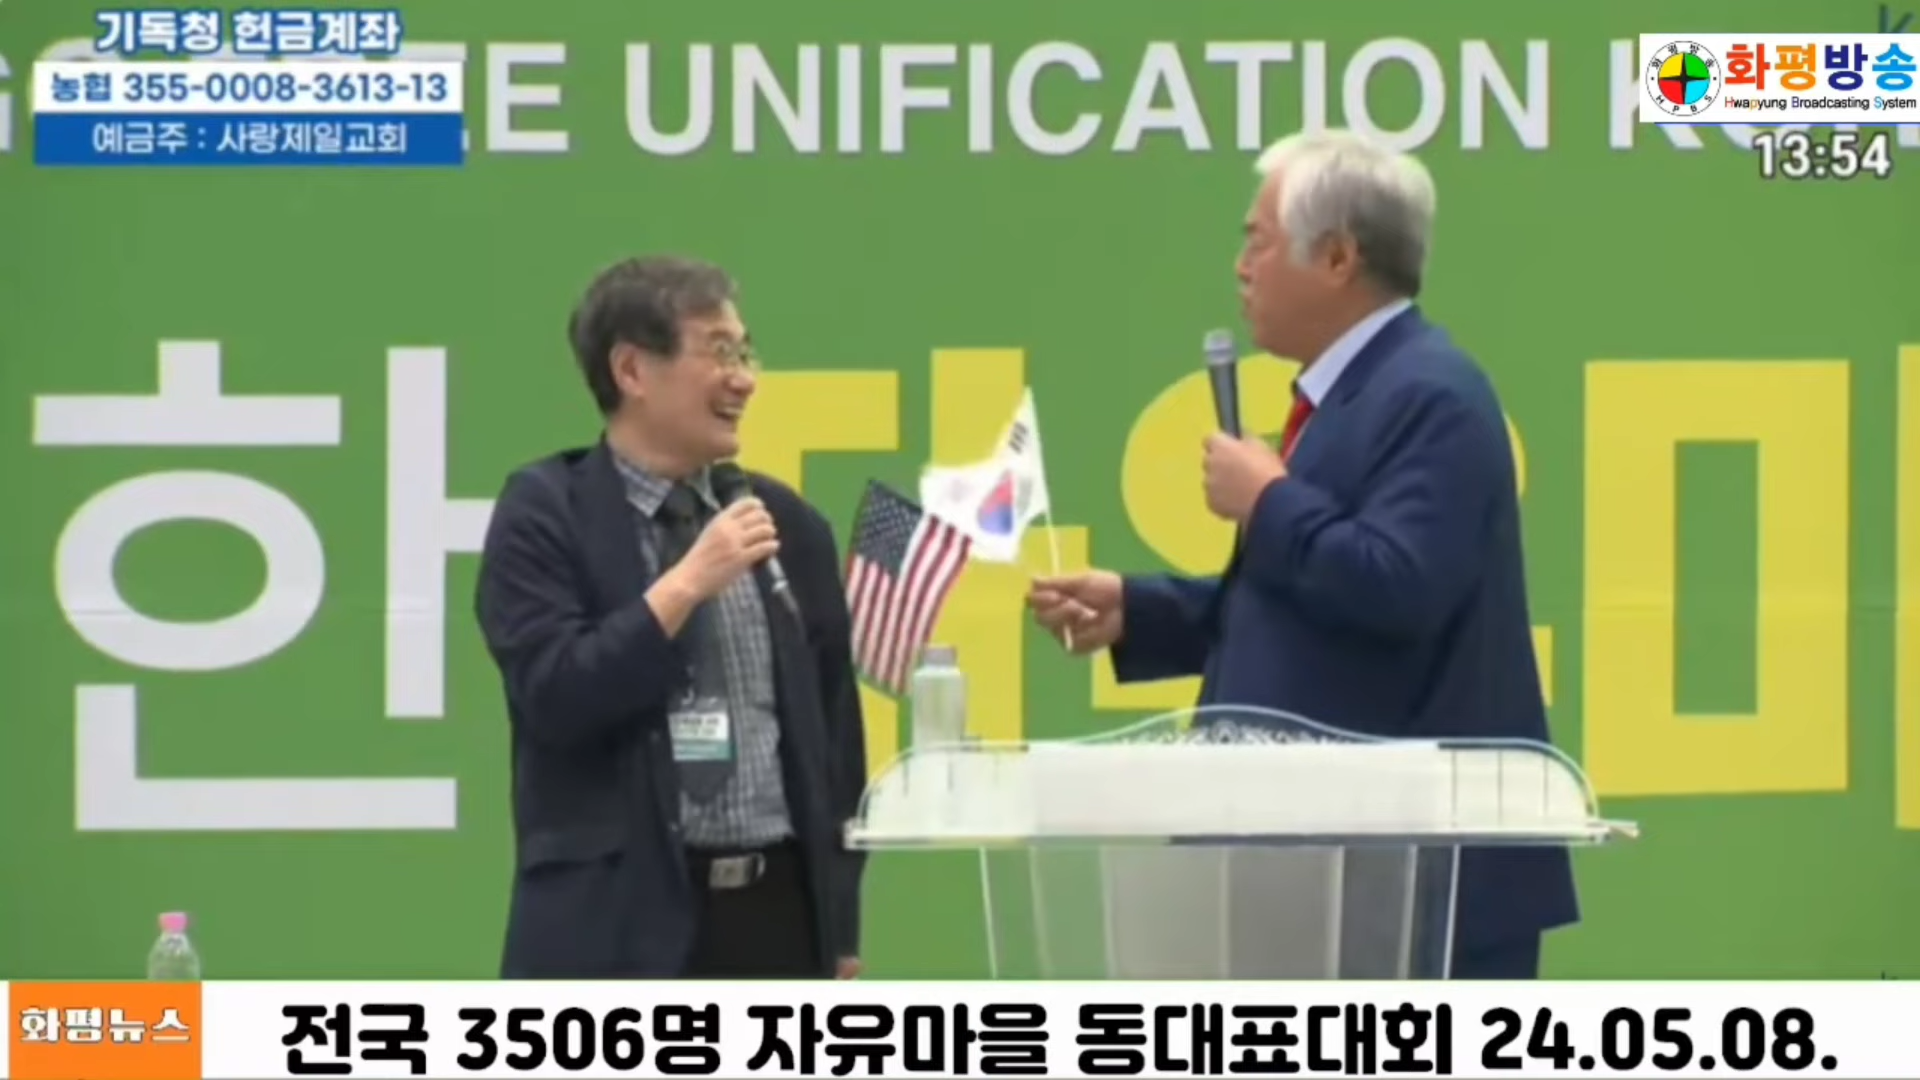 기독청 헌금계좌
농협 355-0008-3613-13
예금주 : 사랑제일교회
UNIFICATION
화평방송
Hwapyung Broadcasting System
13:54
한
화평뉴스
전국 3506명 자유마을 동대표대회 24.05.08.